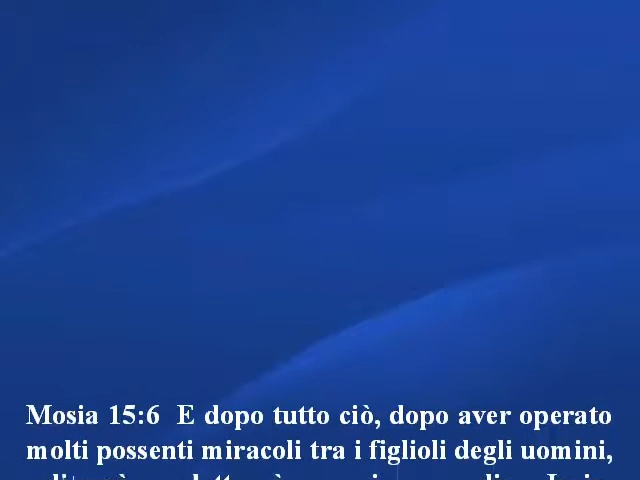 Mosia 15:6 E dopo tutto ciò, dopo aver operato
molti possenti miracoli tra i figlioli degli uomini,